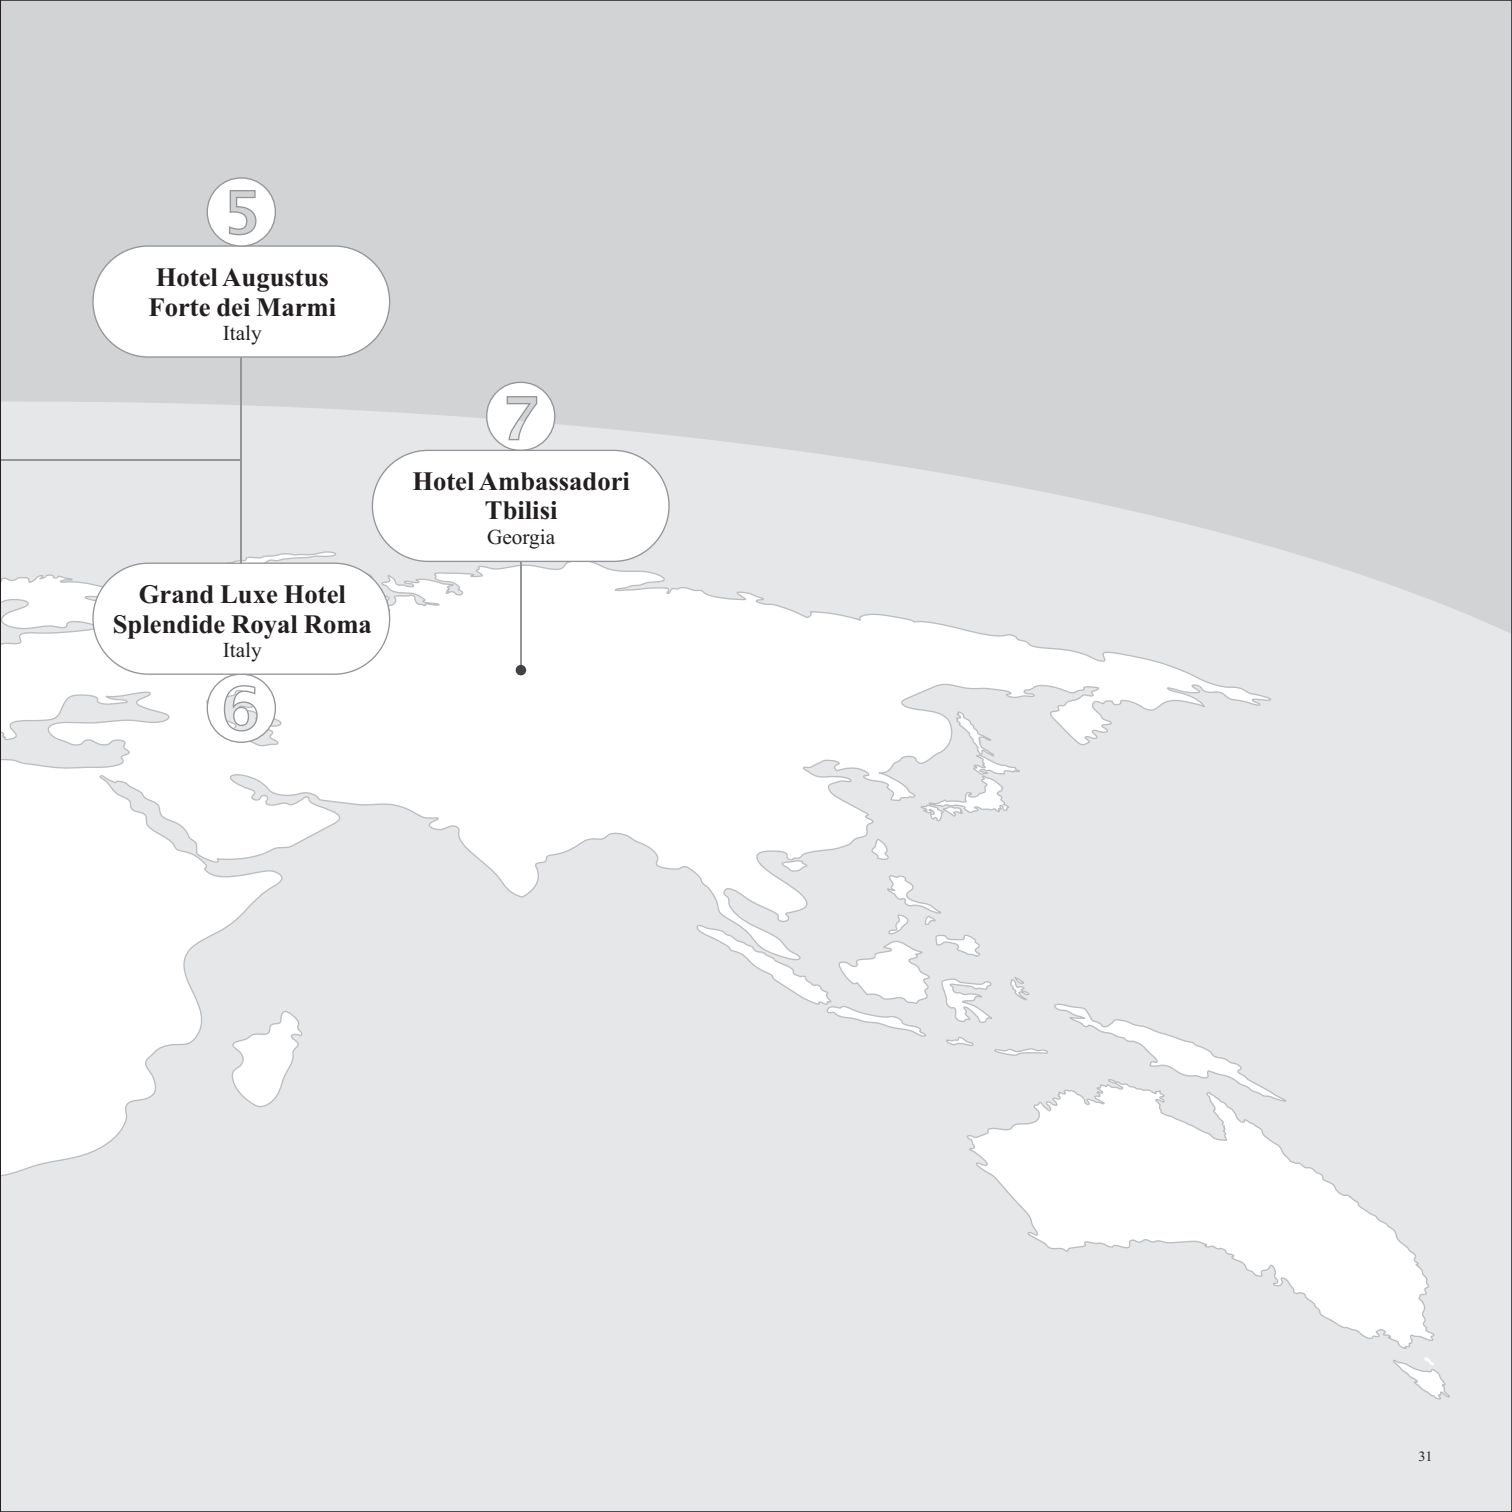 5
Hotel Augustus
Forte dei Marmi
Italy
7
Hotel Ambassadori
Tbilisi
Georgia
Grand Luxe Hotel
Splendide Royal Roma
Italy
6
31